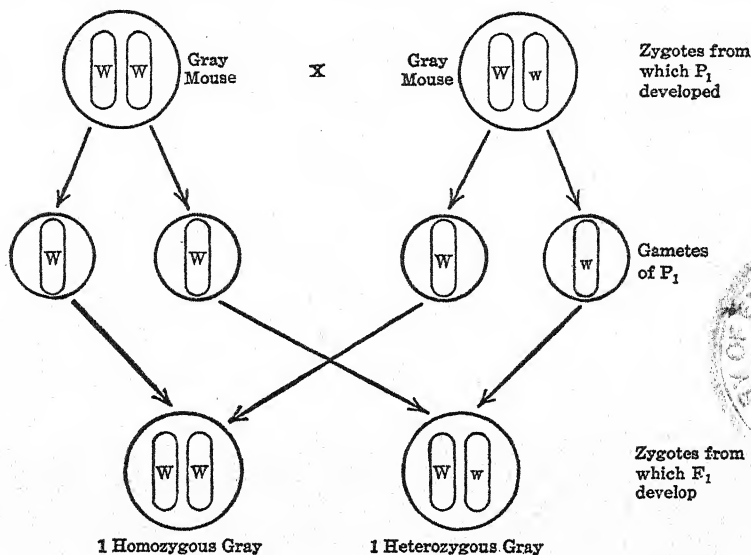 W W
Gray
Mouse
X
Gray
Mouse
W w
Zygotes from
which P1
developed
W
W
W
w
Gametes
of P1
W W
W w
Zygotes from
which F1
develop
1 Homozygous Gray
1 Heterozygous Gray